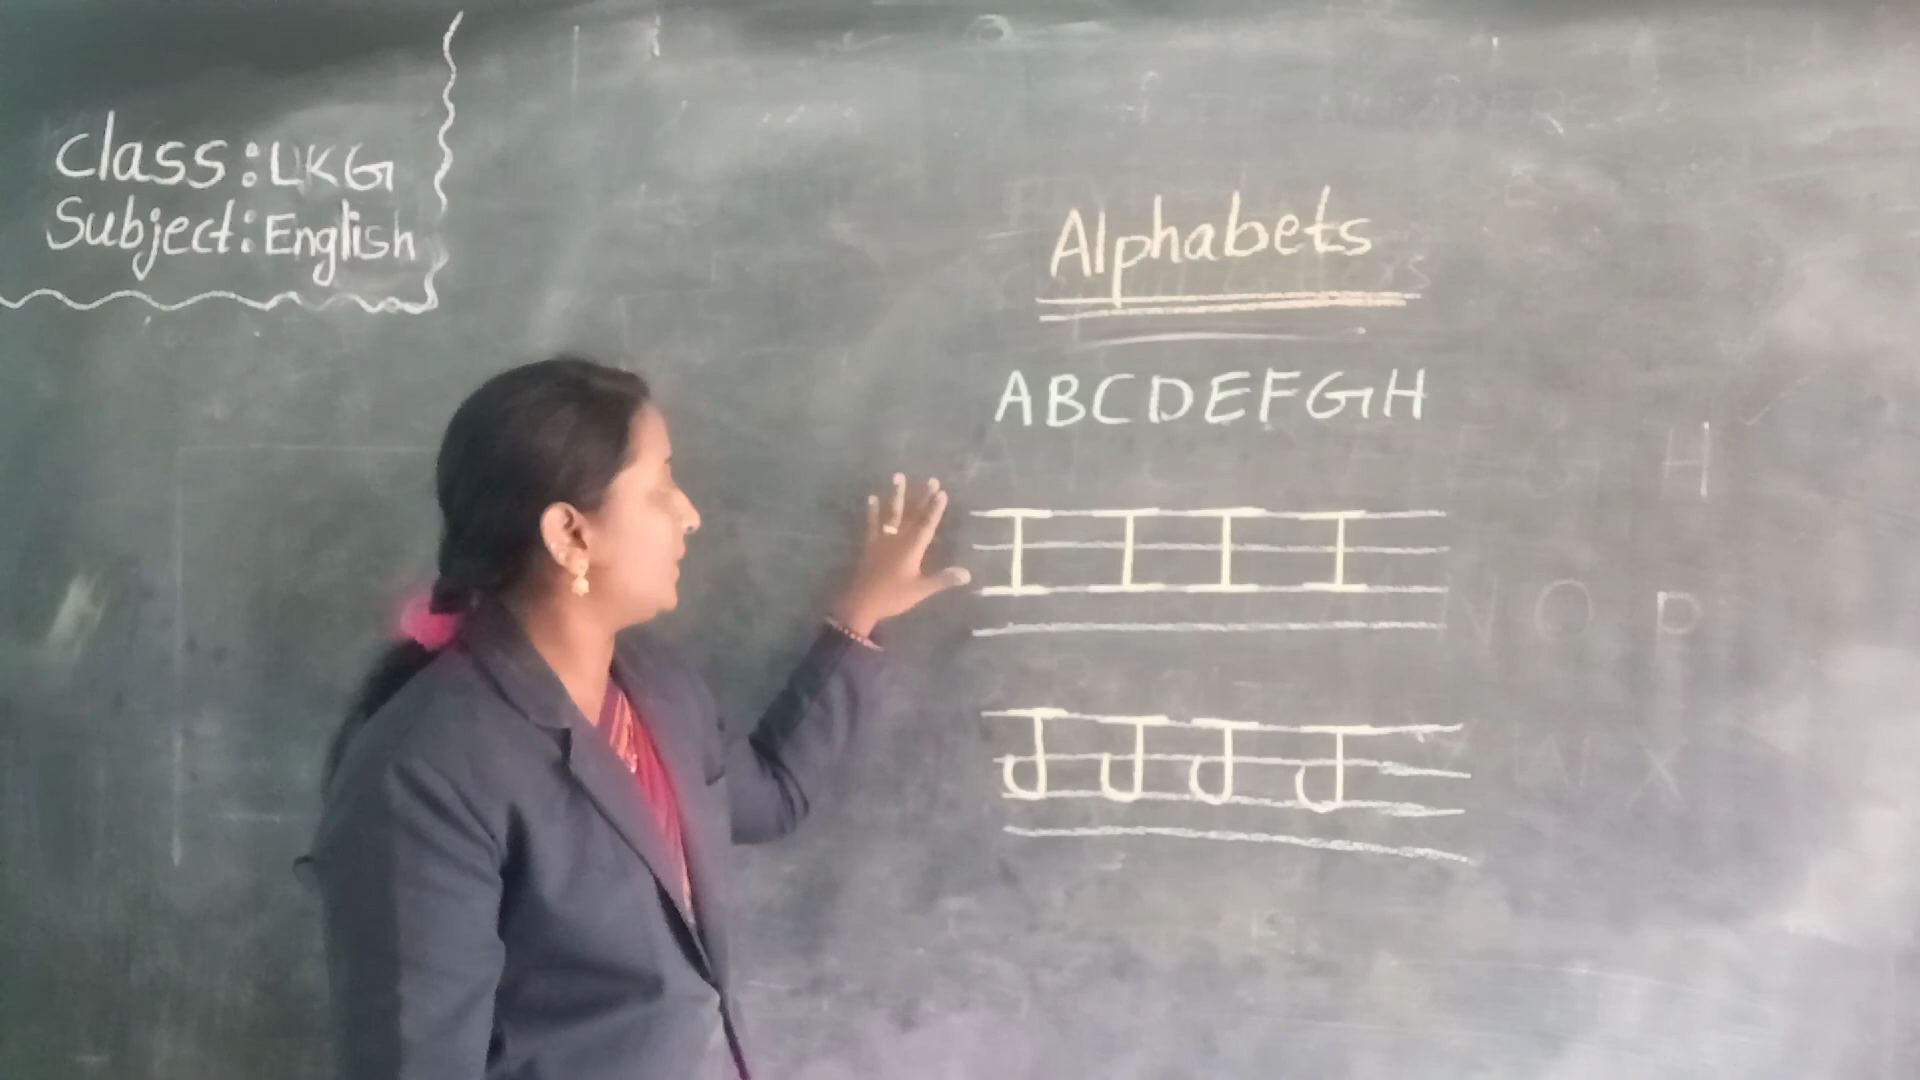 Class: LKG
Subject: English
Alphabets
ABCDEFGH
I I I I
J J J J
H
N O P
W X